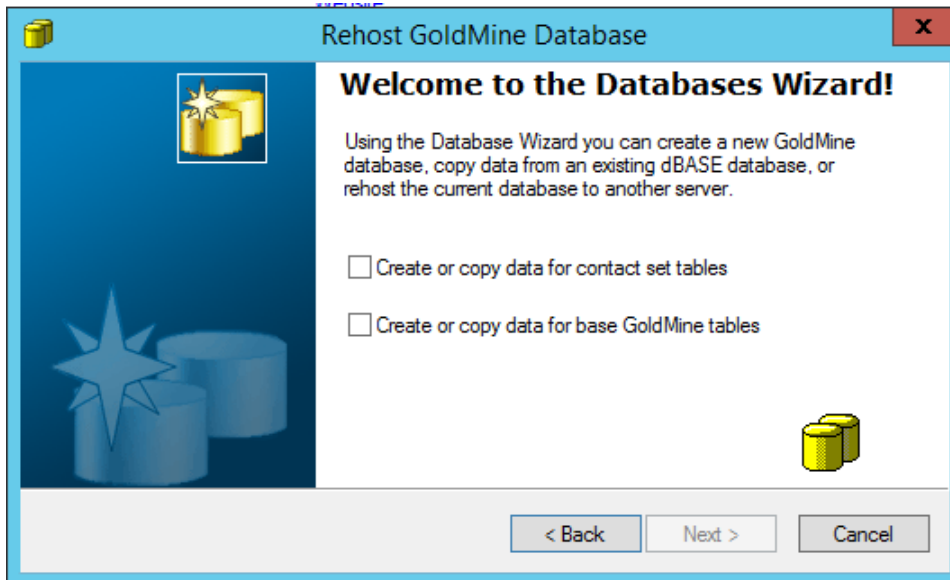 Rehost GoldMine Database
x
Welcome to the Databases Wizard!
Using the Database Wizard you can create a new GoldMine
database, copy data from an existing dBASE database, or
rehost the current database to another server.
Create or copy data for contact set tables
Create or copy data for base GoldMine tables
< Back
Next >
Cancel